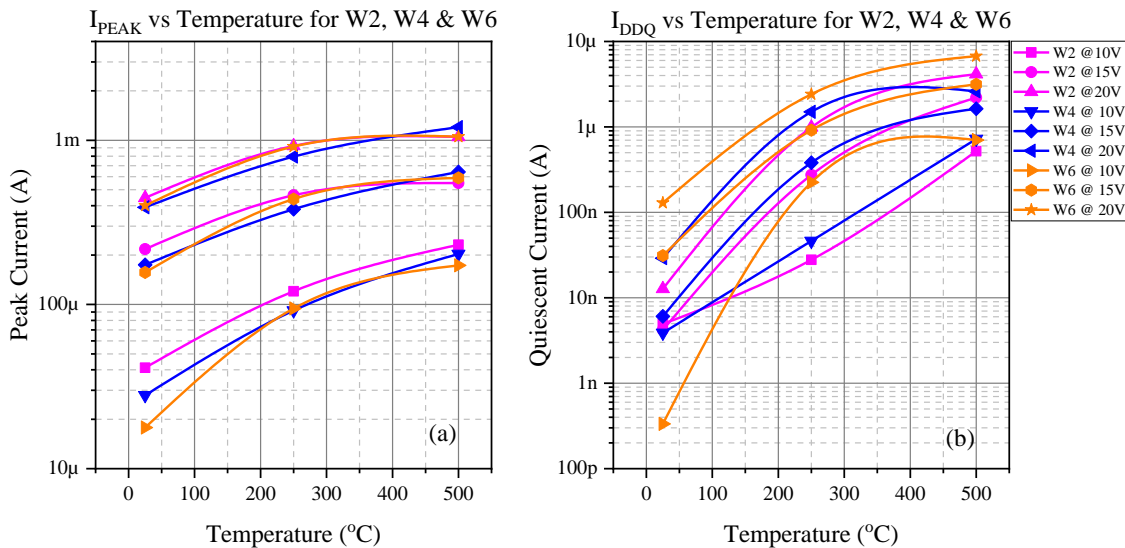 I_PEAK vs Temperature for W2, W4 & W6
Peak Current (A)
1m
100µ
10µ
0 100 200 300 400 500
Temperature (°C)
(a)
I_DDQ vs Temperature for W2, W4 & W6
Quiescent Current (A)
10µ
1µ
100n
10n
1n
100p
0 100 200 300 400 500
Temperature (°C)
(b)
W2 @10V
W2 @15V
W2 @20V
W4 @ 10V
W4 @ 15V
W4 @ 20V
W6 @ 10V
W6 @ 15V
W6 @ 20V